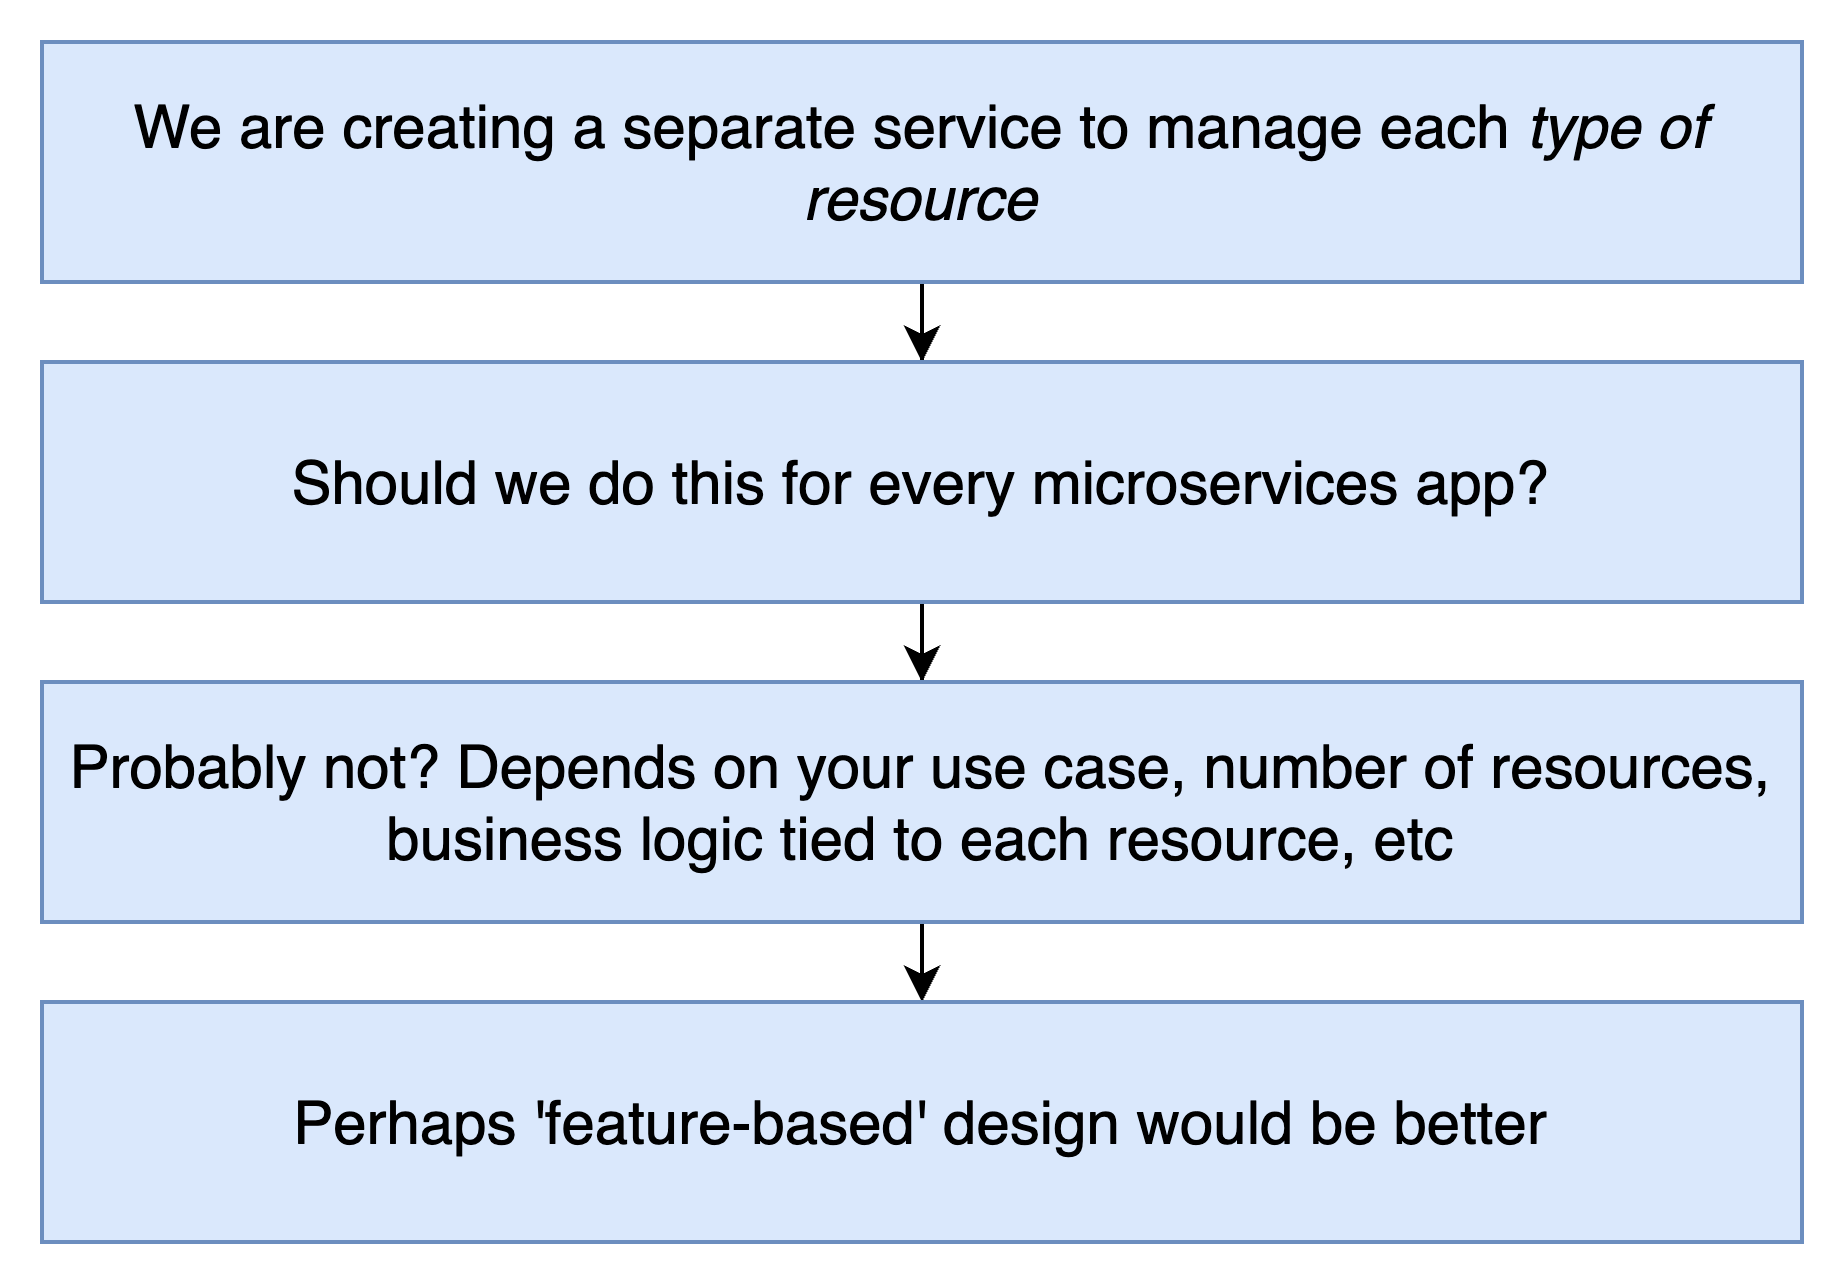 We are creating a separate service to manage each type of
resource
Should we do this for every microservices app?
Probably not? Depends on your use case, number of resources,
business logic tied to each resource, etc
Perhaps 'feature-based' design would be better